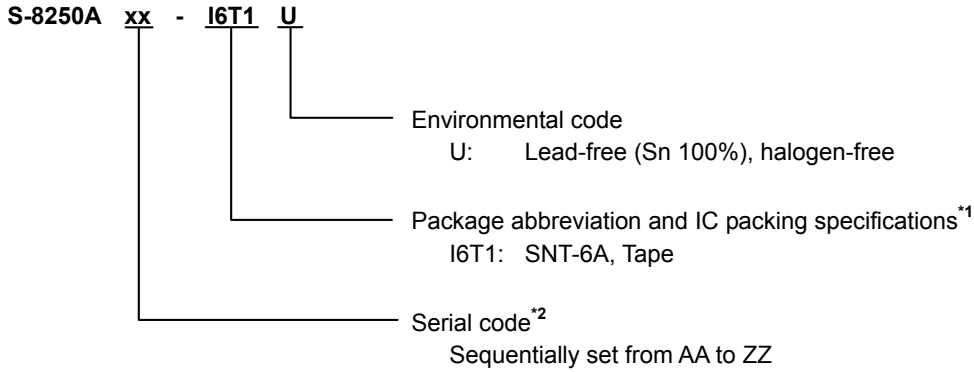 S-8250A xx - I6T1 U
Environmental code
U: Lead-free (Sn 100%), halogen-free
Package abbreviation and IC packing specifications*1
I6T1: SNT-6A, Tape
Serial code*2
Sequentially set from AA to ZZ